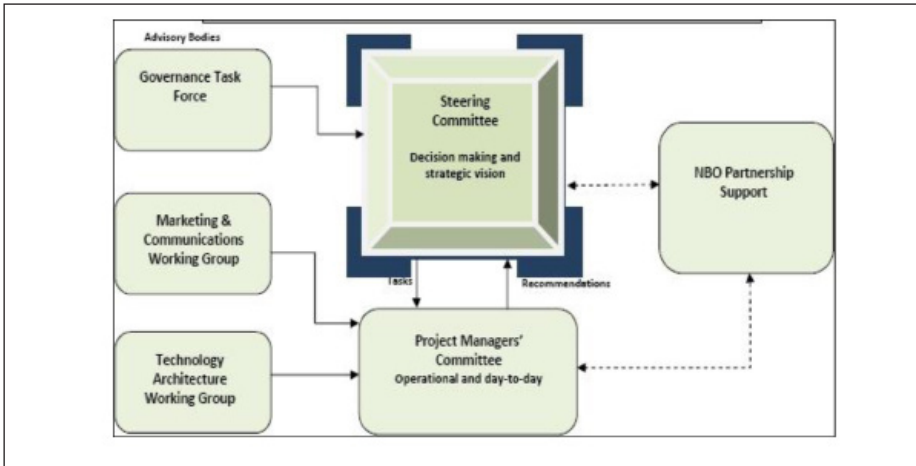 Advisory Bodies
Governance Task
Force
Steering
Committee
Decision making and
strategic vision
NBO Partnership
Support
Marketing &
Communications
Working Group
Tasks
Recommendations
Project Managers'
Committee
Operational and day-to-day
Technology
Architecture
Working Group